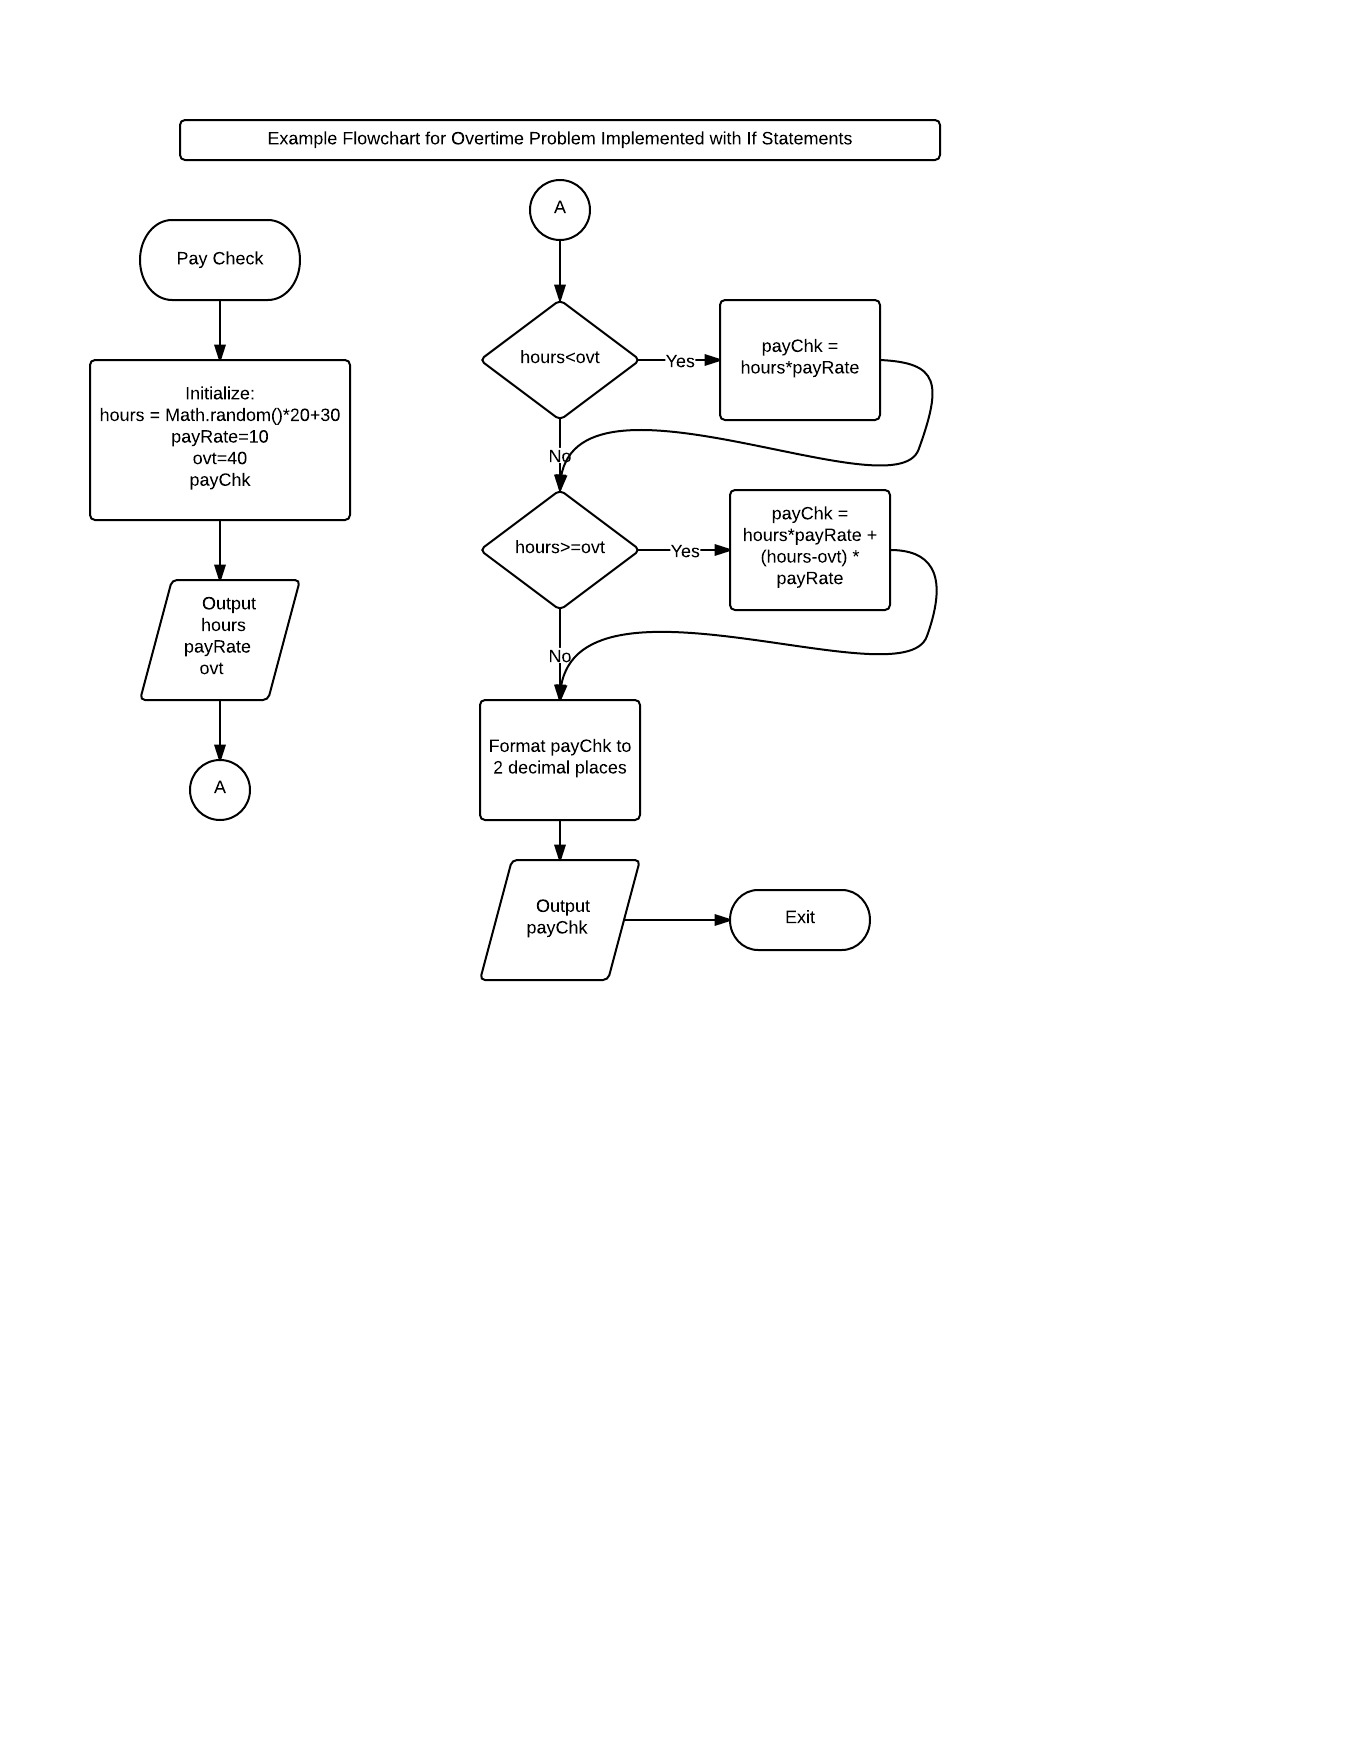 Example Flowchart for Overtime Problem Implemented with If Statements
Pay Check
Initialize:
hours = Math.random()*20+30
payRate=10
ovt=40
payChk
Output
hours
payRate
ovt
A
A
hours<ovt
Yes
payChk =
hours*payRate
No
hours>=ovt
Yes
payChk =
hours*payRate +
(hours-ovt) *
payRate
No
Format payChk to
2 decimal places
Output
payChk
Exit